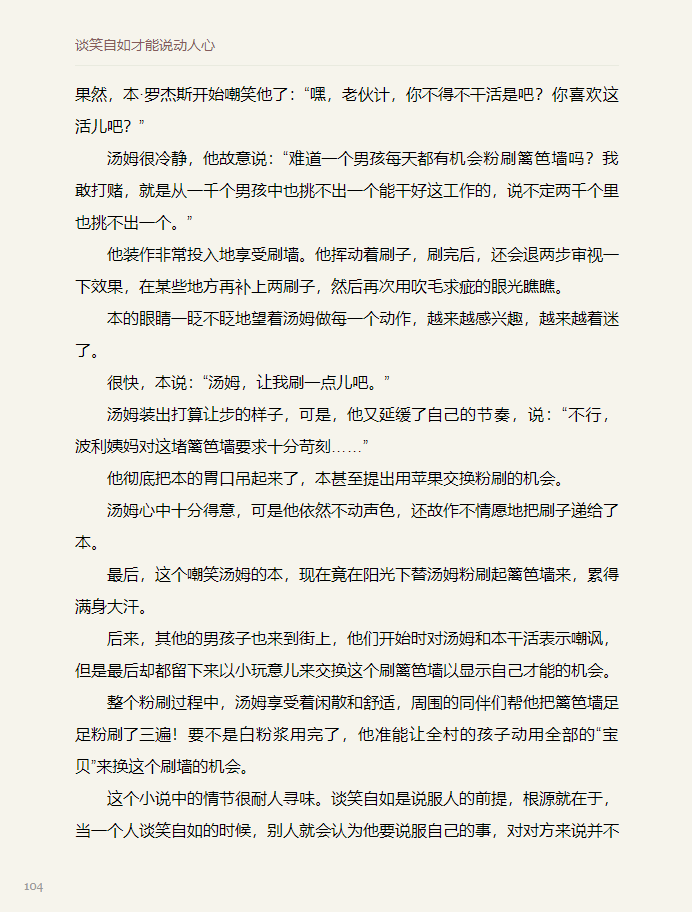 谈笑自如才能说动人心
果然，本·罗杰斯开始嘲笑他了：“嘿，老伙计，你不得不干活是吧？你喜欢这
活儿吧？”
汤姆很冷静，他故意说：“难道一个男孩每天都有机会粉刷篱笆墙吗？我
敢打赌，就是从一千个男孩中也挑不出一个能干好这工作的，说不定两千个里
也挑不出一个。”
他装作非常投入地享受刷墙。他挥动着刷子，刷完后，还会退两步审视一
下效果，在某些地方再补上两刷子，然后再次用吹毛求疵的眼光瞧瞧。
本的眼睛一眨不眨地望着汤姆做每一个动作，越来越感兴趣，越来越着迷
了。
很快，本说：“汤姆，让我刷一点儿吧。”
汤姆装出打算让步的样子，可是，他又延缓了自己的节奏，说：“不行，
波利姨妈对这堵篱笆墙要求十分苛刻……”
他彻底把本的胃口吊起来了，本甚至提出用苹果交换粉刷的机会。
汤姆心中十分得意，可是他依然不动声色，还故作不情愿地把刷子递给了
本。
最后，这个嘲笑汤姆的本，现在竟在阳光下替汤姆粉刷起篱笆墙来，累得
满身大汗。
后来，其他的男孩子也来到街上，他们开始时对汤姆和本干活表示嘲讽，
但是最后却都留下来以小玩意儿来交换这个刷篱笆墙以显示自己才能的机会。
整个粉刷过程中，汤姆享受着闲散和舒适，周围的同伴们帮他把篱笆墙足
足粉刷了三遍！要不是白粉浆用完了，他准能让全村的孩子动用全部的“宝
贝”来换这个刷墙的机会。
这个小说中的情节很耐人寻味。谈笑自如是说服人的前提，根源就在于，
当一个人谈笑自如的时候，别人就会认为他要说服自己的事，对对方来说并不
104